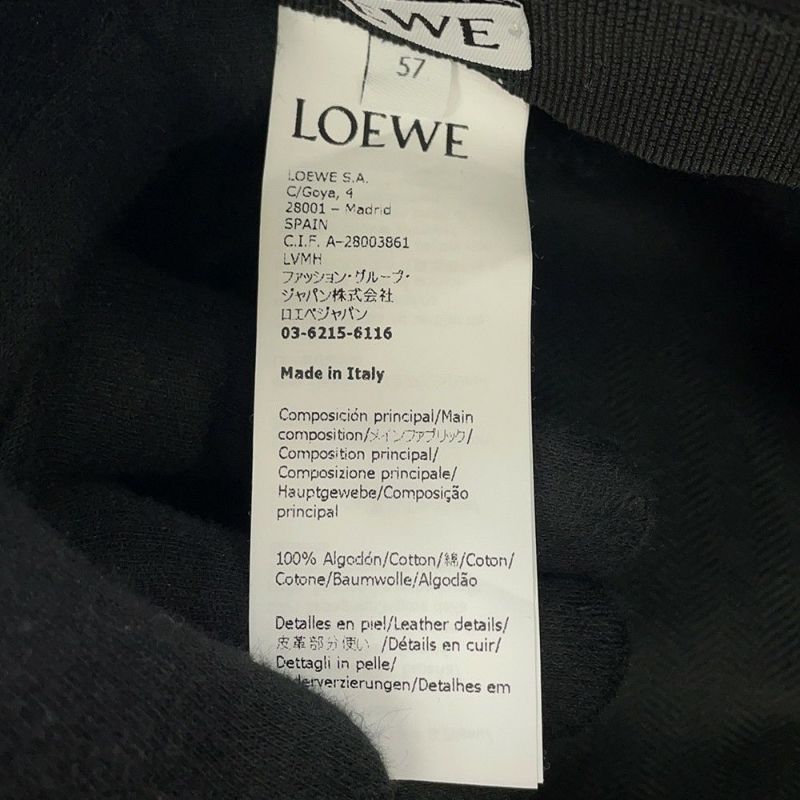 EWE
57
LOEWE
LOEWE S.A.
C/Goya, 4
28001 – Madrid
SPAIN
C.I.F. A-28003861
LVMH
ファッション・グループ・
ジャパン株式会社
ロエベジャパン
03-6215-6116
Made in Italy
Composición principal/Main
composition/メインファブリック/
Composition principal/
Composizione principale/
Hauptgewebe/Composição
principal
100% Algodón/Cotton/綿/Coton/
Cotone/Baumwolle/Algodão
Detalles en piel/Leather details/
皮革部分使い /Détails en cuir/
Dettagli in pelle/
derverzierungen/Detalhes em